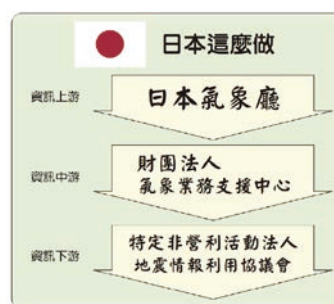 日本這麼做
資訊上游
日本氣象廳
資訊中游
財團法人
氣象業務支援中心
資訊下游
特定非營利活動法人
地震情報利用協議會